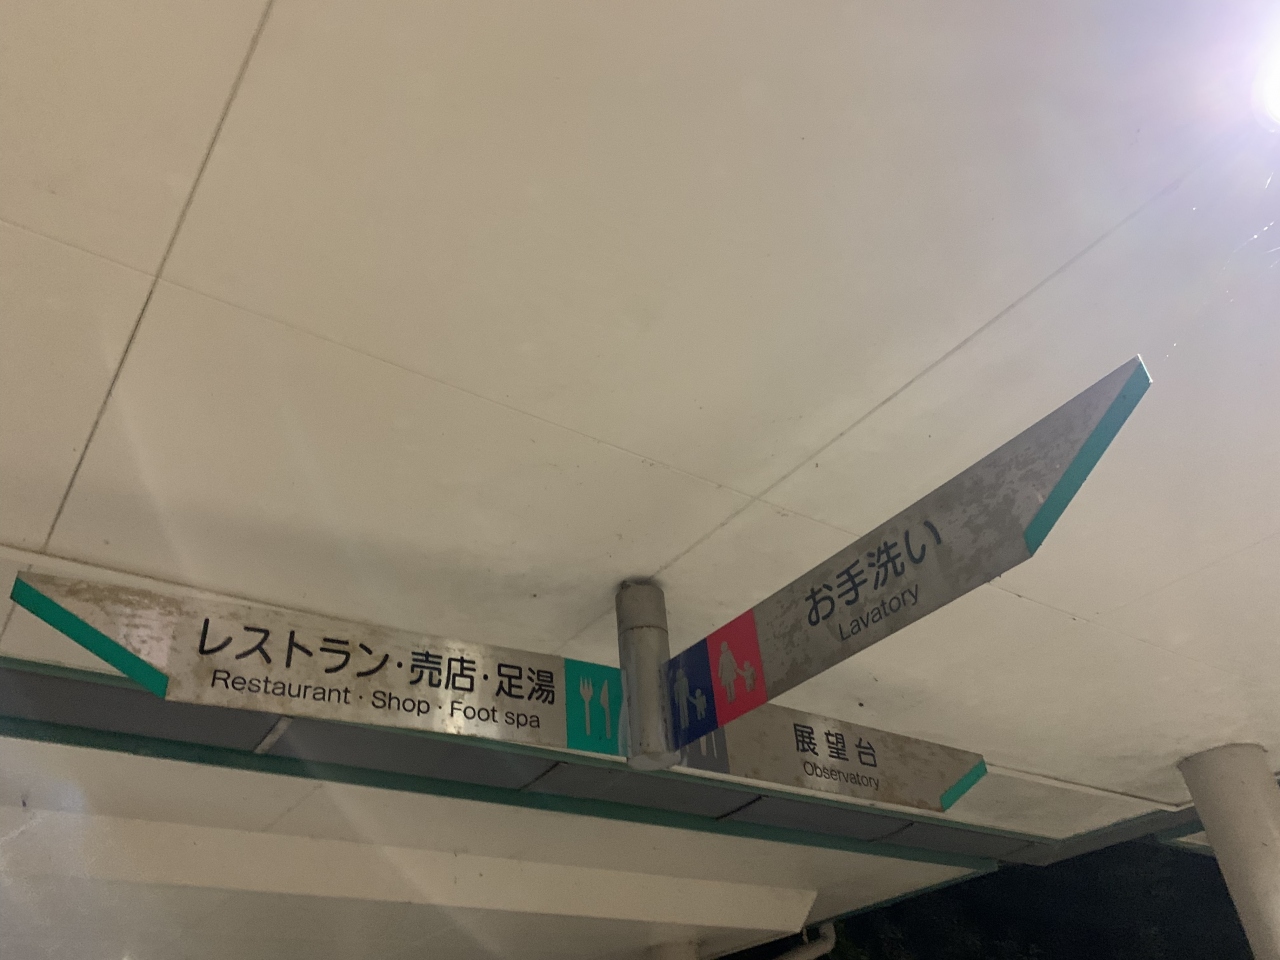 レストラン・売店・足湯
Restaurant · Shop · Foot spa
お手洗い
Lavatory
展望台
Observatory